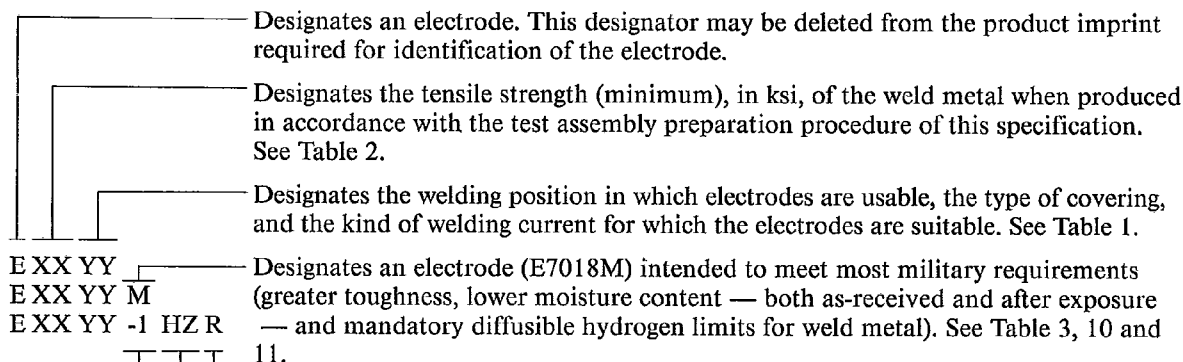 Designates an electrode. This designator may be deleted from the product imprint
required for identification of the electrode.
Designates the tensile strength (minimum), in ksi, of the weld metal when produced
in accordance with the test assembly preparation procedure of this specification.
See Table 2.
Designates the welding position in which electrodes are usable, the type of covering,
and the kind of welding current for which the electrodes are suitable. See Table 1.
E XX YY
E XX YY M
E XX YY -1 HZ R
Designates an electrode (E7018M) intended to meet most military requirements
(greater toughness, lower moisture content — both as-received and after exposure
— and mandatory diffusible hydrogen limits for weld metal). See Table 3, 10 and
11.